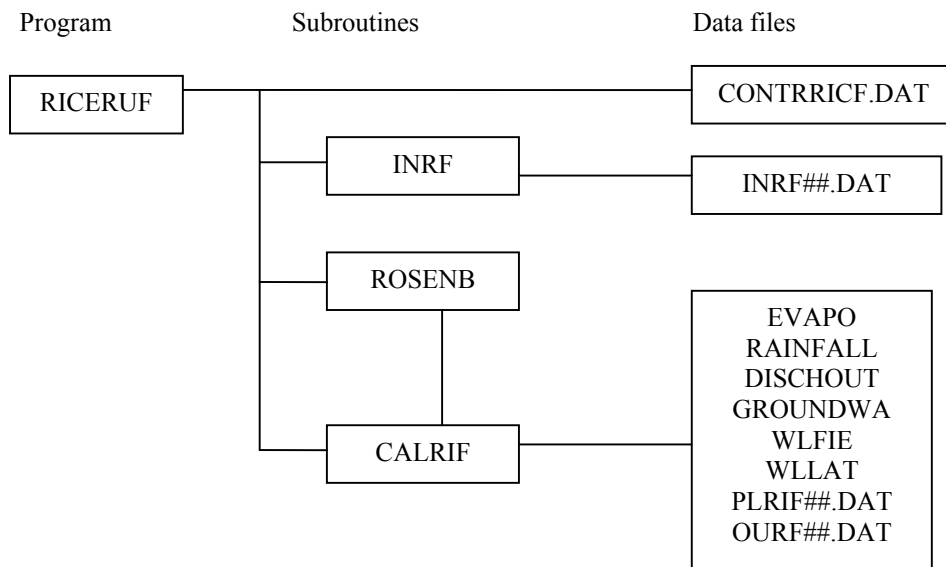 Program Subroutines Data files
RICERUF
CONTRRICF.DAT
INRF
INRF##.DAT
ROSENB
CALRIF
EVAPO
RAINFALL
DISCHOUT
GROUNDWA
WLFIE
WLLAT
PLRIF##.DAT
OURF##.DAT